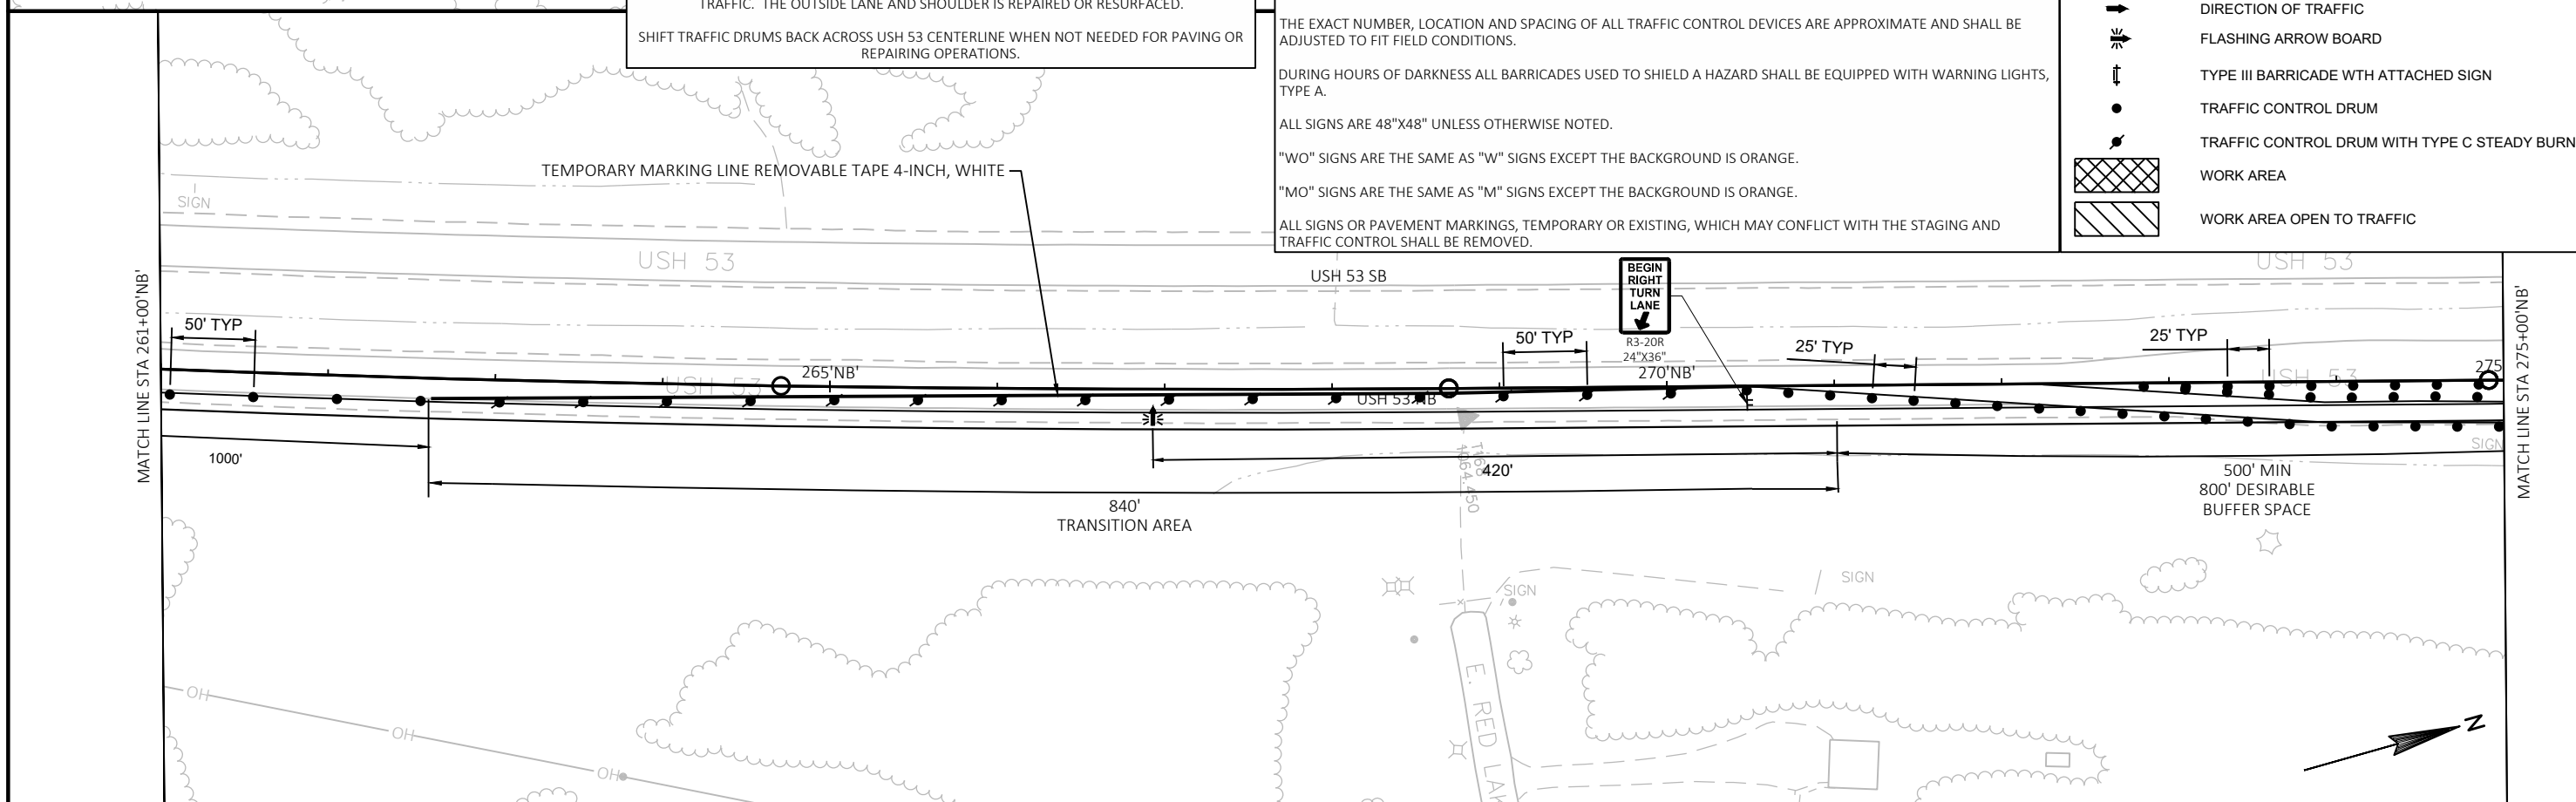 TRAFFIC. THE OUTSIDE LANE AND SHOULDER IS REPAIRED OR RESURFACED.
SHIFT TRAFFIC DRUMS BACK ACROSS USH 53 CENTERLINE WHEN NOT NEEDED FOR PAVING OR
REPAIRING OPERATIONS.
THE EXACT NUMBER, LOCATION AND SPACING OF ALL TRAFFIC CONTROL DEVICES ARE APPROXIMATE AND SHALL BE
ADJUSTED TO FIT FIELD CONDITIONS.
DURING HOURS OF DARKNESS ALL BARRICADES USED TO SHIELD A HAZARD SHALL BE EQUIPPED WITH WARNING LIGHTS,
TYPE A.
ALL SIGNS ARE 48"X48" UNLESS OTHERWISE NOTED.
"WO" SIGNS ARE THE SAME AS "W" SIGNS EXCEPT THE BACKGROUND IS ORANGE.
"MO" SIGNS ARE THE SAME AS "M" SIGNS EXCEPT THE BACKGROUND IS ORANGE.
ALL SIGNS OR PAVEMENT MARKINGS, TEMPORARY OR EXISTING, WHICH MAY CONFLICT WITH THE STAGING AND
TRAFFIC CONTROL SHALL BE REMOVED.
DIRECTION OF TRAFFIC
FLASHING ARROW BOARD
TYPE III BARRICADE WTH ATTACHED SIGN
TRAFFIC CONTROL DRUM
TRAFFIC CONTROL DRUM WITH TYPE C STEADY BURN
WORK AREA
WORK AREA OPEN TO TRAFFIC
TEMPORARY MARKING LINE REMOVABLE TAPE 4-INCH, WHITE
SIGN
USH 53
USH 53 SB
USH 53
BEGIN
RIGHT
TURN
LANE
R3-20R
24"X36"
MATCH LINE STA 261+00'NB'
50' TYP
50' TYP
25' TYP
25' TYP
265'NB'
270'NB'
275
USH 53
USH 53 NB
USH 53
MATCH LINE STA 275+00'NB'
1000'
420'
SIGN
840'
TRANSITION AREA
500' MIN
800' DESIRABLE
BUFFER SPACE
SIGN
SIGN
E. RED
OH
OH
OH
N